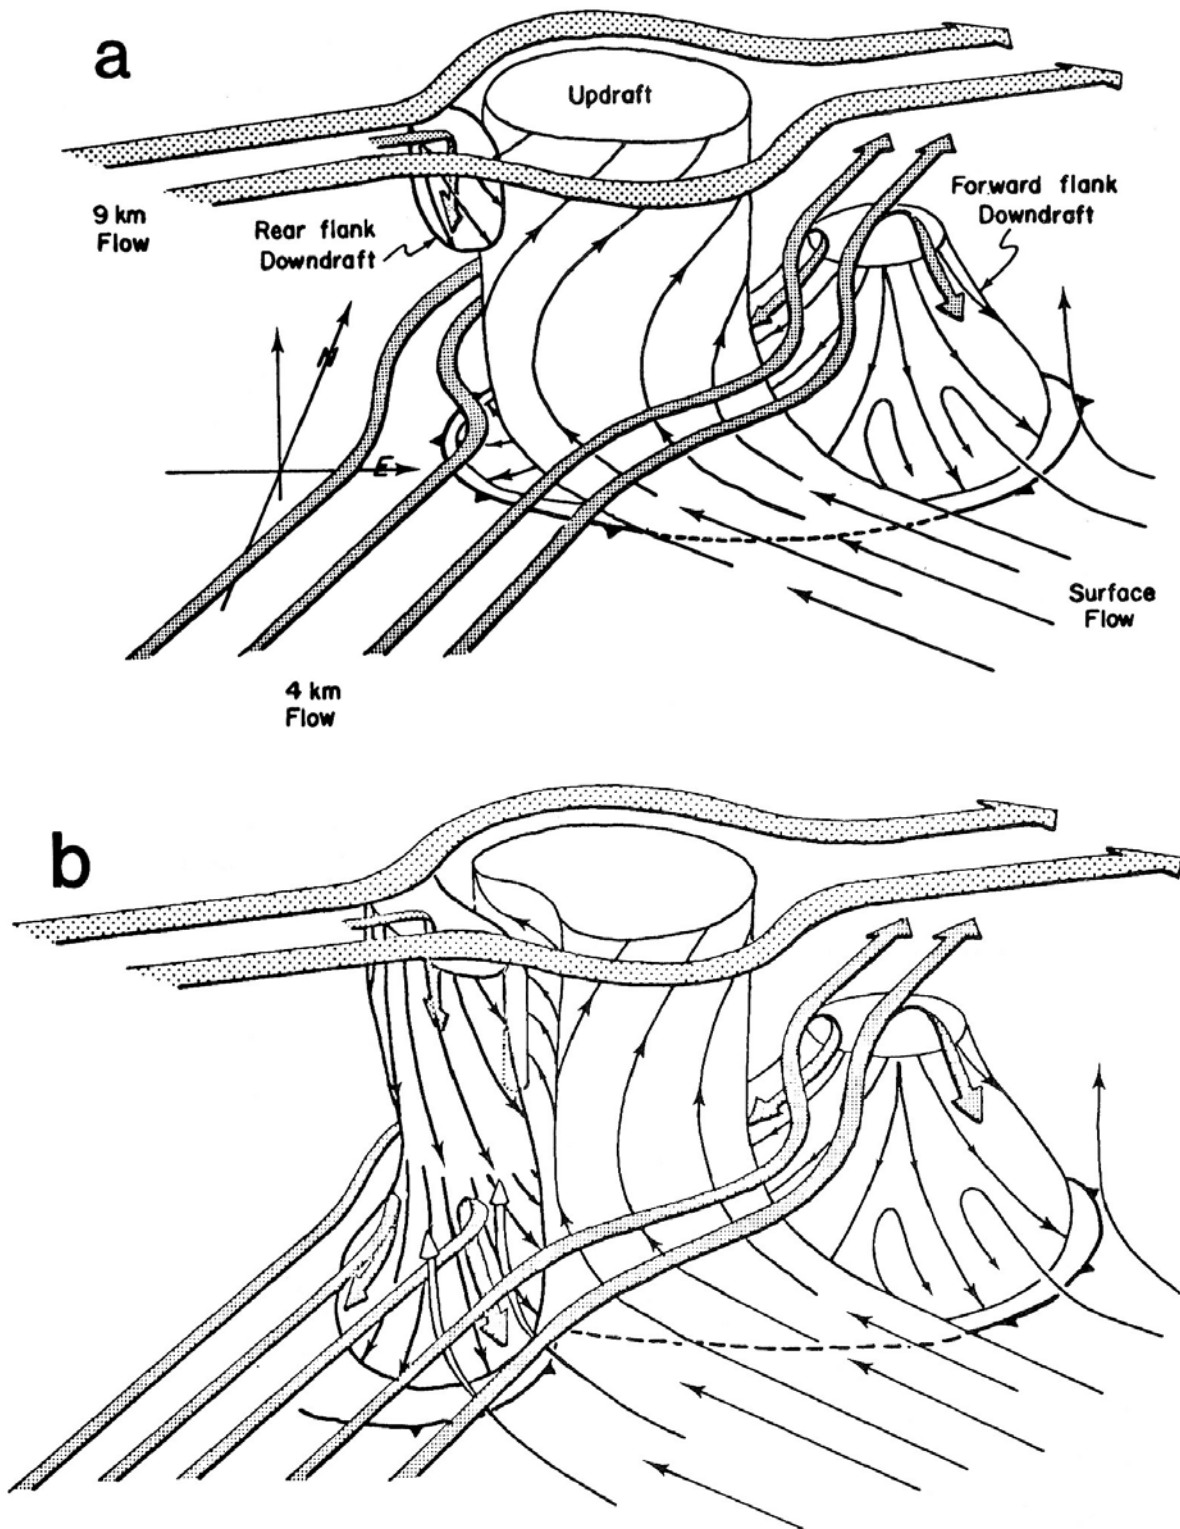 a
Updraft
Forward flank
Downdraft
9 km
Flow
Rear flank
Downdraft
N
E
Surface
Flow
4 km
Flow
b